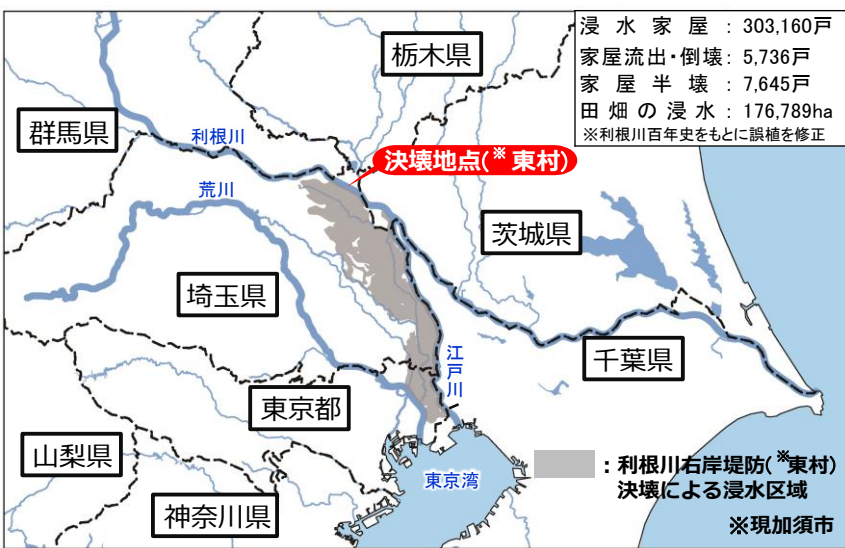 浸水家屋：303,160戸
家屋流出・倒壊：5,736戸
家屋半壊：7,645戸
田畑の浸水：176,789ha
※利根川百年史をもとに誤植を修正
栃木県
群馬県
利根川
決壊地点(※東村)
荒川
茨城県
埼玉県
江戸川
千葉県
東京都
山梨県
東京湾
神奈川県
：利根川右岸堤防(※東村)
決壊による浸水区域
※現加須市